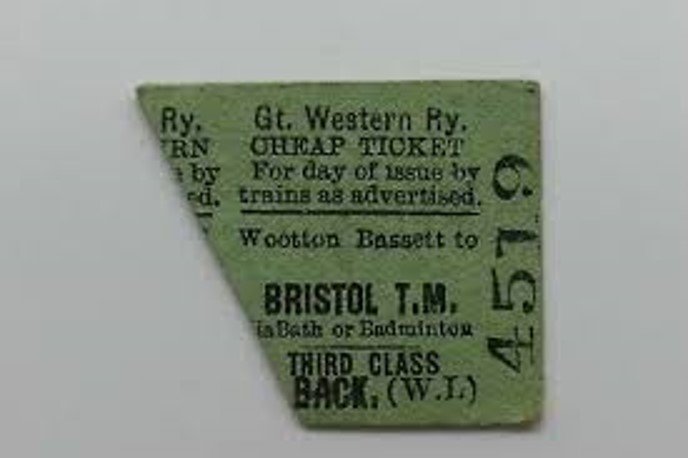 Ry. Gt. Western Ry.
RN CHEAP TICKET
by For day of issue by
ed. trains as advertised.
Wootton Bassett to
BRISTOL T.M.
ia Bath or Badminton
THIRD CLASS
BACK. (W.L)
4519